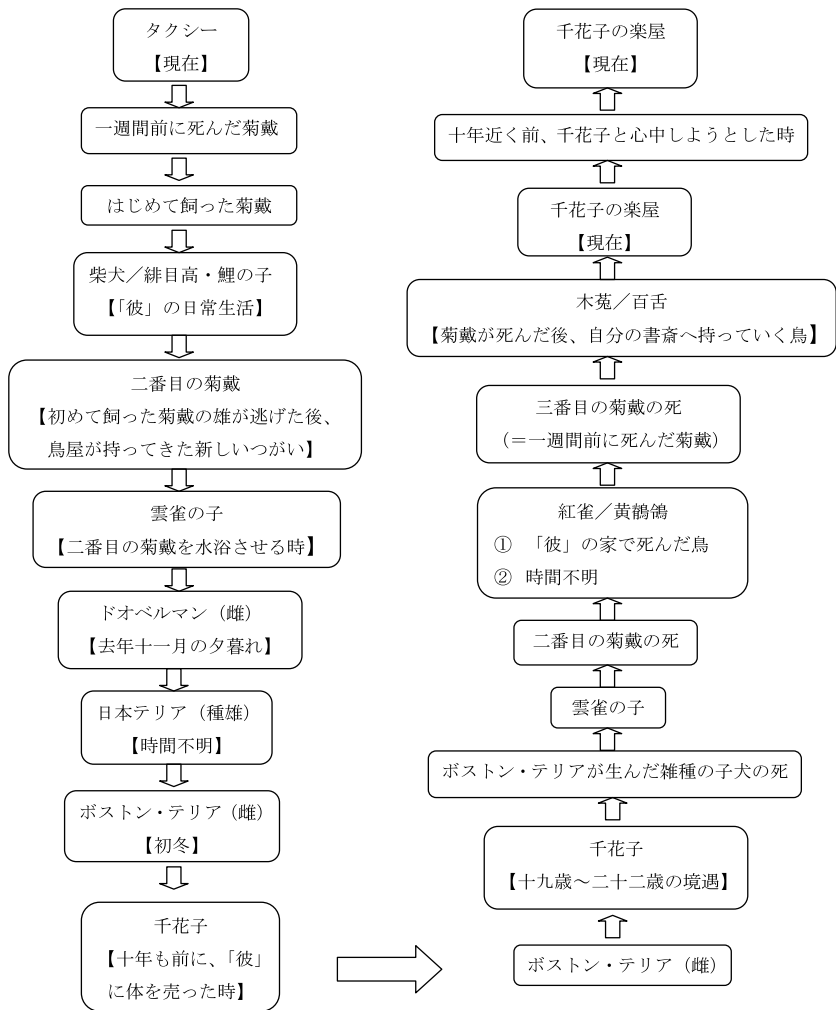 タクシー
【現在】
一週間前に死んだ菊戴
はじめて飼った菊戴
柴犬／緋目高・鯉の子
【「彼」の日常生活】
二番目の菊戴
【初めて飼った菊戴の雄が逃げた後、
鳥屋が持ってきた新しいつがい】
雲雀の子
【二番目の菊戴を水浴させる時】
ドオベルマン（雌）
【去年十一月の夕暮れ】
日本テリア（種雄）
【時間不明】
ボストン・テリア（雌）
【初冬】
千花子
【十年も前に、「彼」
に体を売った時】
ボストン・テリア（雌）
千花子
【十九歳～二十二歳の境遇】
ボストン・テリアが生んだ雑種の子犬の死
雲雀の子
二番目の菊戴の死
紅雀／黄鶺鴒
① 「彼」の家で死んだ鳥
② 時間不明
三番目の菊戴の死
（＝一週間前に死んだ菊戴）
木菟／百舌
【菊戴が死んだ後、自分の書斎へ持っていく鳥】
千花子の楽屋
【現在】
十年近く前、千花子と心中しようとした時
千花子の楽屋
【現在】